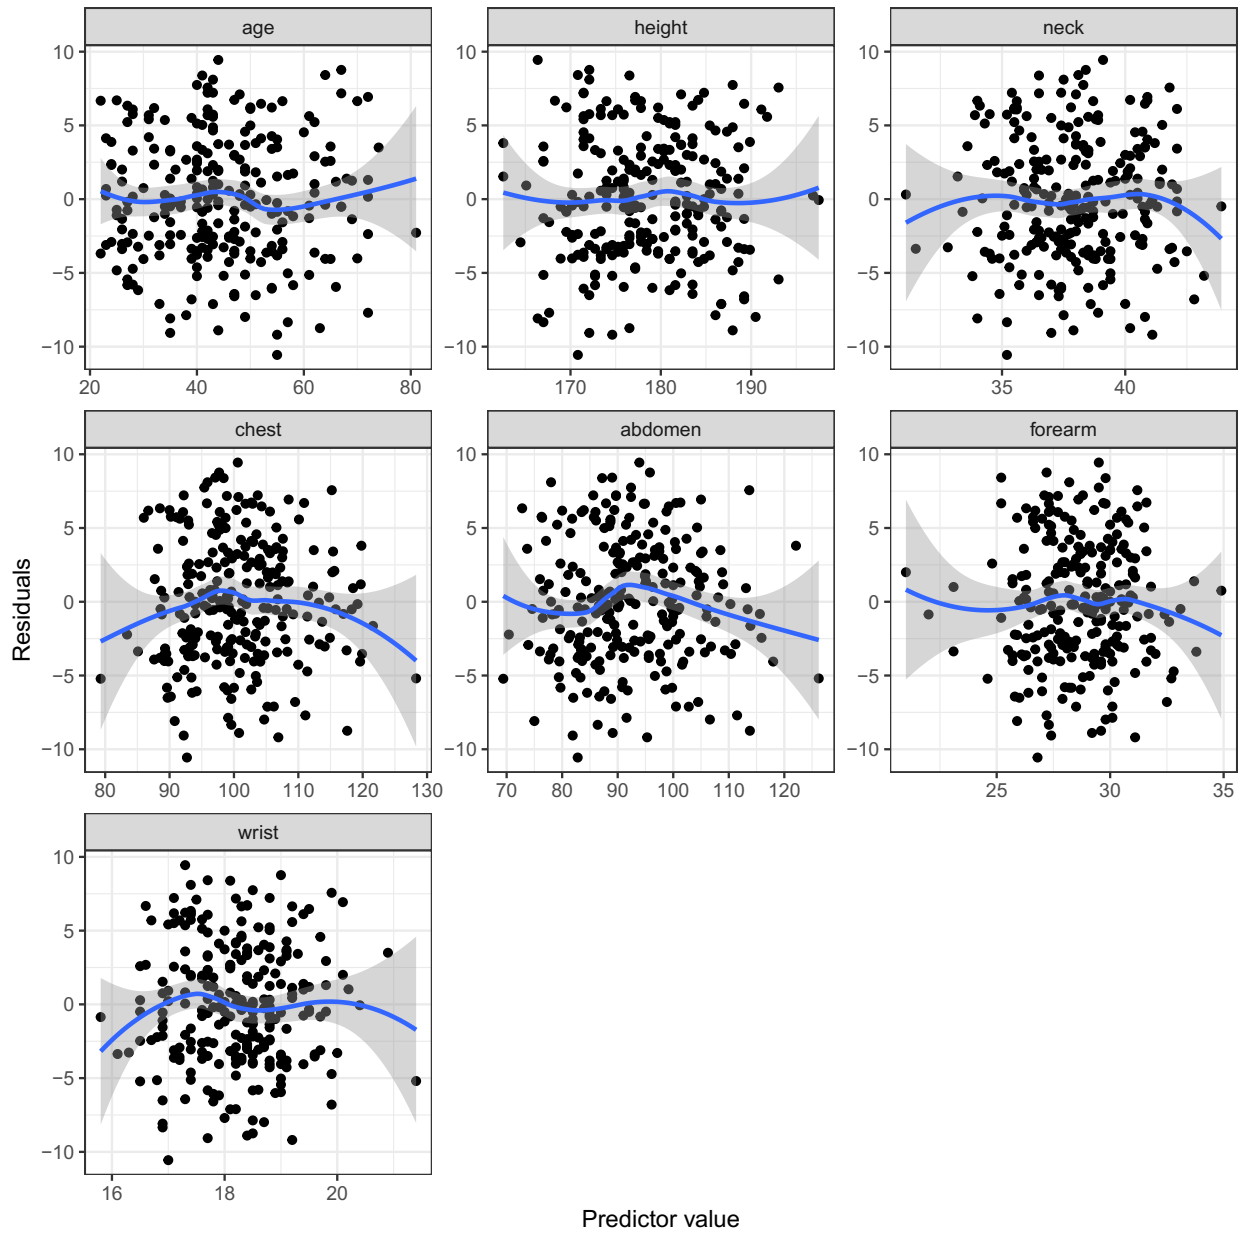 age height neck
10 10 10
5 5 5
0 0 0
−5 −5 −5
−10 −10 −10
20 40 60 80 170 180 190 35 40
chest abdomen forearm
10 10 10
5 5 5
0 0 0
−5 −5 −5
−10 −10 −10
80 90 100 110 120 130 70 80 90 100 110 120 25 30 35
Residuals
wrist
10
5
0
−5
−10
16 18 20
Predictor value